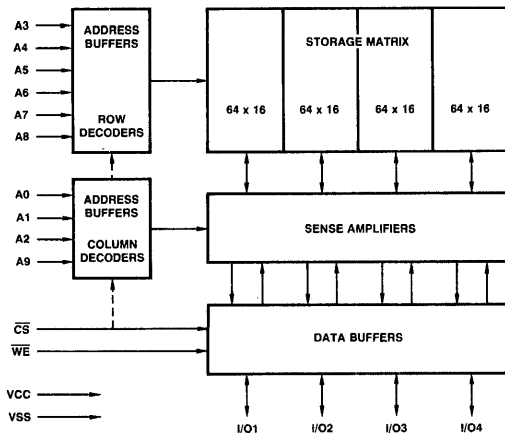 A3
A4
A5
A6
A7
A8
ADDRESS
BUFFERS
ROW
DECODERS
STORAGE MATRIX
64 x 16
64 x 16
64 x 16
64 x 16
A0
A1
A2
A9
ADDRESS
BUFFERS
COLUMN
DECODERS
SENSE AMPLIFIERS
C̅S̅
W̅E̅
DATA BUFFERS
VCC
VSS
I/O1
I/O2
I/O3
I/O4